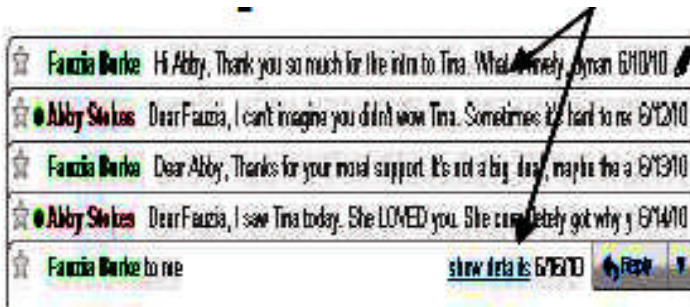 Fauzia Burke Hi Abby, Thank you so much for the intro to Tina. What lovely, 6/10/10
Abby Stokes Dear Fauzia, I can't imagine you didn't wow Tina. Sometimes it's hard to 6/12/10
Fauzia Burke Dear Abby, Thanks for your moral support. It's not a big deal, maybe the a 6/13/10
Abby Stokes Dear Fauzia, I saw Tina today. She LOVED you. She completely got why y 6/14/10
Fauzia Burke to me show details 6/16/10 Reply